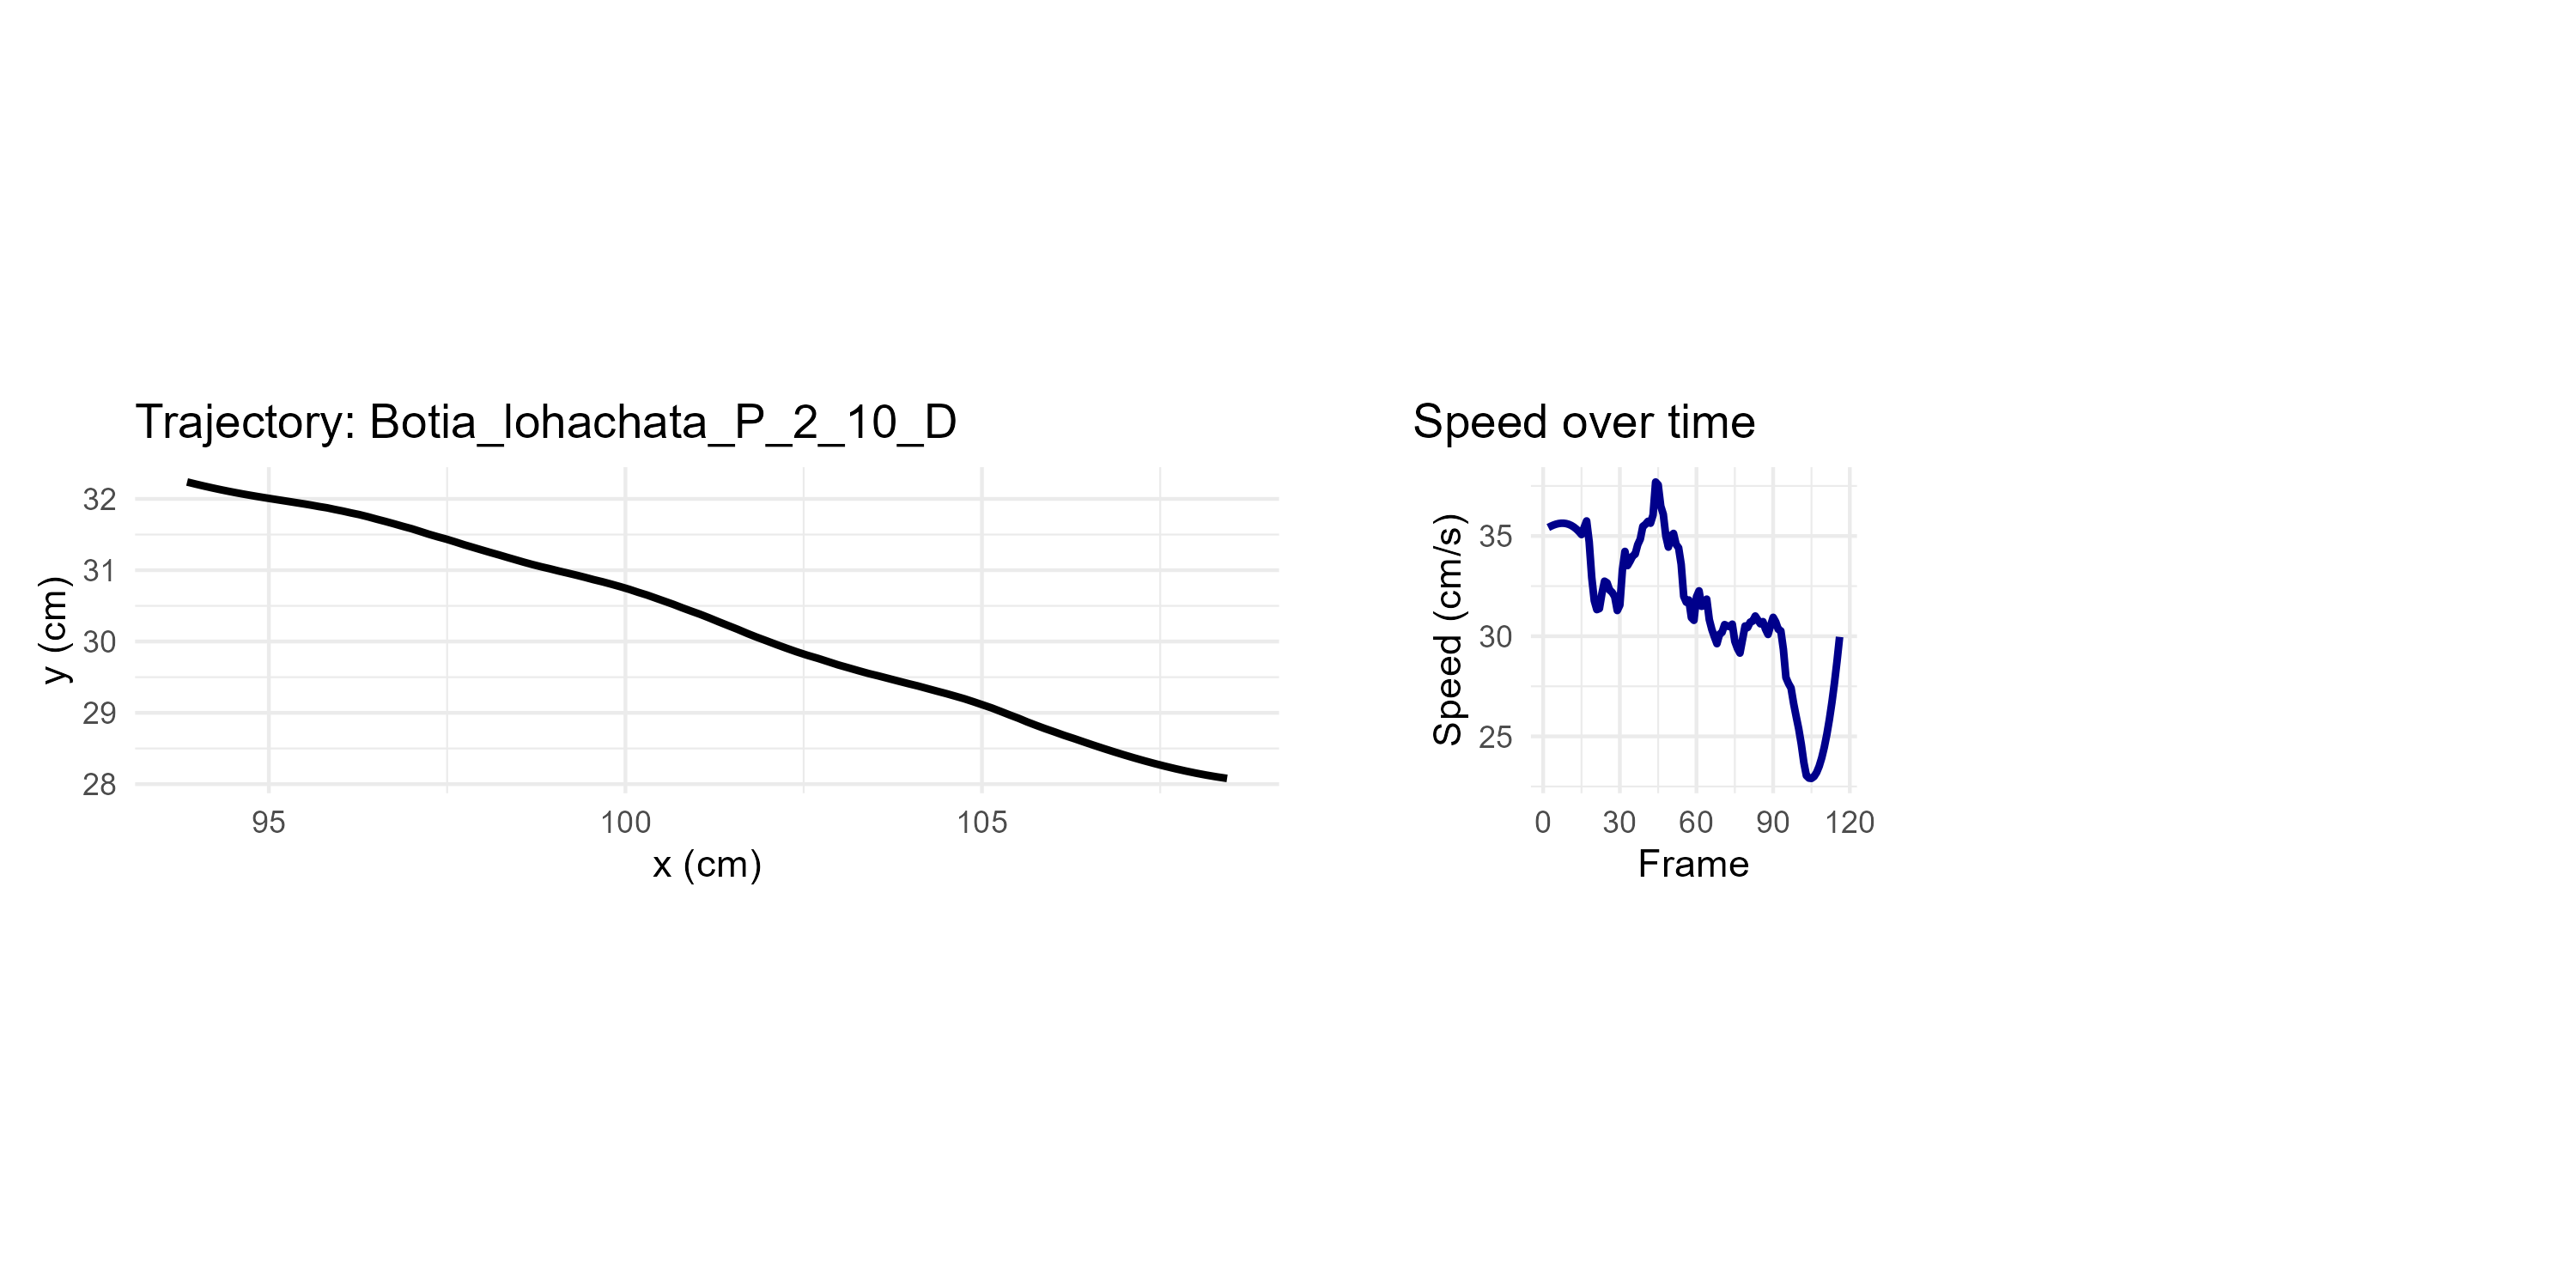 Trajectory: Botia_lohachata_P_2_10_D
32
31
30
29
28
y (cm)
95 100 105
x (cm)
Speed over time
35
30
25
Speed (cm/s)
0 30 60 90 120
Frame